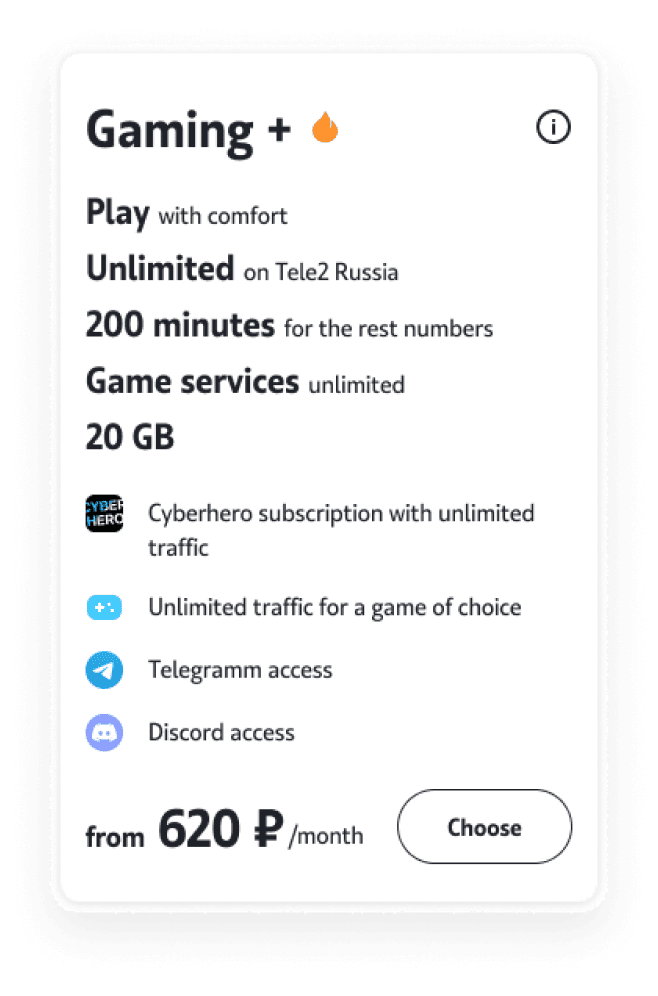 Gaming +
Play with comfort
Unlimited on Tele2 Russia
200 minutes for the rest numbers
Game services unlimited
20 GB
CYBER
HERO
Cyberhero subscription with unlimited
traffic
Unlimited traffic for a game of choice
Telegramm access
Discord access
from 620 ₽/month
Choose